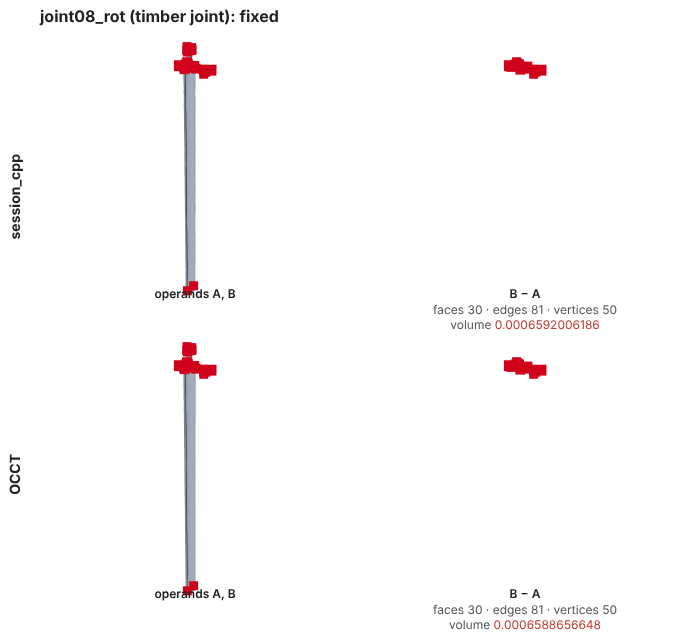 joint08_rot (timber joint): fixed
session_cpp
operands A, B
B − A
faces 30 · edges 81 · vertices 50
volume 0.0006592006186
OCCT
operands A, B
B − A
faces 30 · edges 81 · vertices 50
volume 0.0006588656648